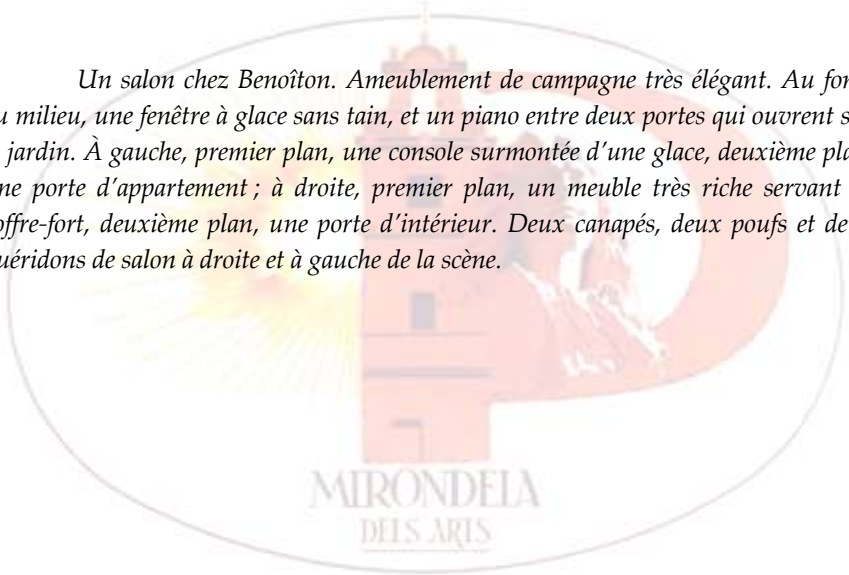 Un salon chez Benoîton. Ameublement de campagne très élégant. Au fon
u milieu, une fenêtre à glace sans tain, et un piano entre deux portes qui ouvrent s
jardin. À gauche, premier plan, une console surmontée d'une glace, deuxième pla
ne porte d'appartement ; à droite, premier plan, un meuble très riche servant
offre-fort, deuxième plan, une porte d'intérieur. Deux canapés, deux poufs et de
uéridons de salon à droite et à gauche de la scène.
MIRONDELA
DELS ARTS